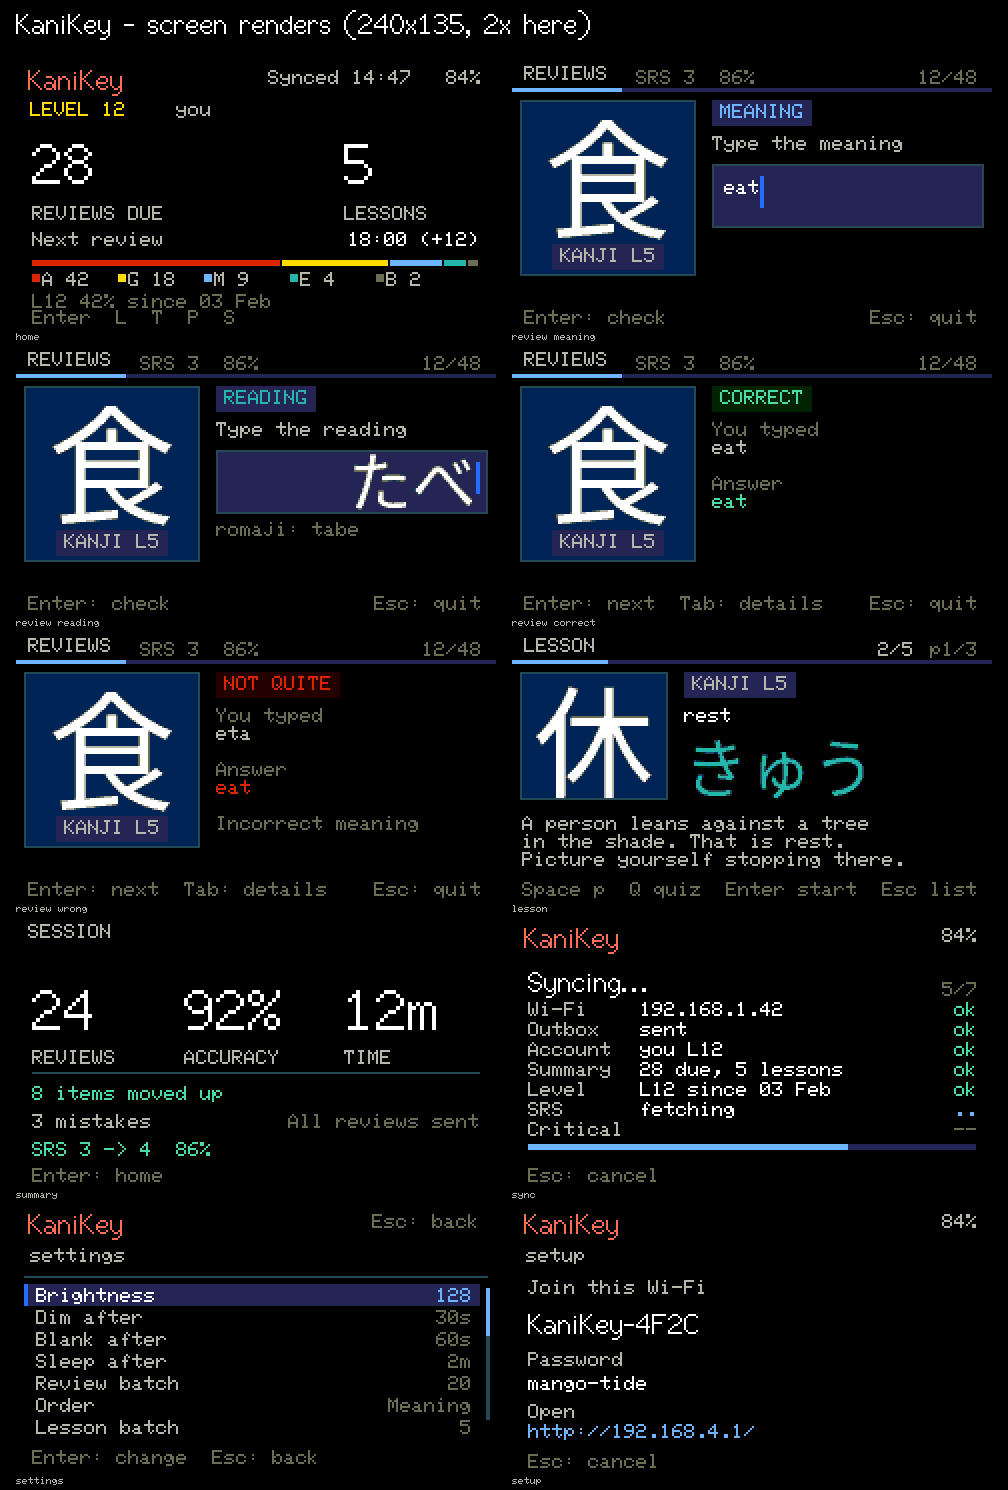 KaniKey - screen renders (240x135, 2x here)
KaniKey Synced 14:47 84%
LEVEL 12 you
28 5
REVIEWS DUE LESSONS
Next review 18:00 (+12)
A 42 G 18 M 9 E 4 B 2
L12 42% since 03 Feb
Enter L T P S
home
REVIEWS SRS 3 86% 12/48
食
KANJI L5
MEANING
Type the meaning
eat
Enter: check Esc: quit
review meaning
REVIEWS SRS 3 86% 12/48
食
KANJI L5
READING
Type the reading
たべ
romaji: tabe
Enter: check Esc: quit
review reading
REVIEWS SRS 3 86% 12/48
食
KANJI L5
CORRECT
You typed
eat
Answer
eat
Enter: next Tab: details Esc: quit
review correct
REVIEWS SRS 3 86% 12/48
食
KANJI L5
NOT QUITE
You typed
eta
Answer
eat
Incorrect meaning
Enter: next Tab: details Esc: quit
review wrong
LESSON 2/5 p1/3
休
KANJI L5
rest
きゅう
A person leans against a tree
in the shade. That is rest.
Picture yourself stopping there.
Space p Q quiz Enter start Esc list
lesson
SESSION
24 92% 12m
REVIEWS ACCURACY TIME
8 items moved up
3 mistakes All reviews sent
SRS 3 -> 4 86%
Enter: home
summary
KaniKey 84%
Syncing... 5/7
Wi-Fi 192.168.1.42 ok
Outbox sent ok
Account you L12 ok
Summary 28 due, 5 lessons ok
Level L12 since 03 Feb ok
SRS fetching ..
Critical --
Esc: cancel
sync
KaniKey Esc: back
settings
Brightness 128
Dim after 30s
Blank after 60s
Sleep after 2m
Review batch 20
Order Meaning
Lesson batch 5
Enter: change Esc: back
settings
KaniKey 84%
setup
Join this Wi-Fi
KaniKey-4F2C
Password
mango-tide
Open
http://192.168.4.1/
Esc: cancel
setup